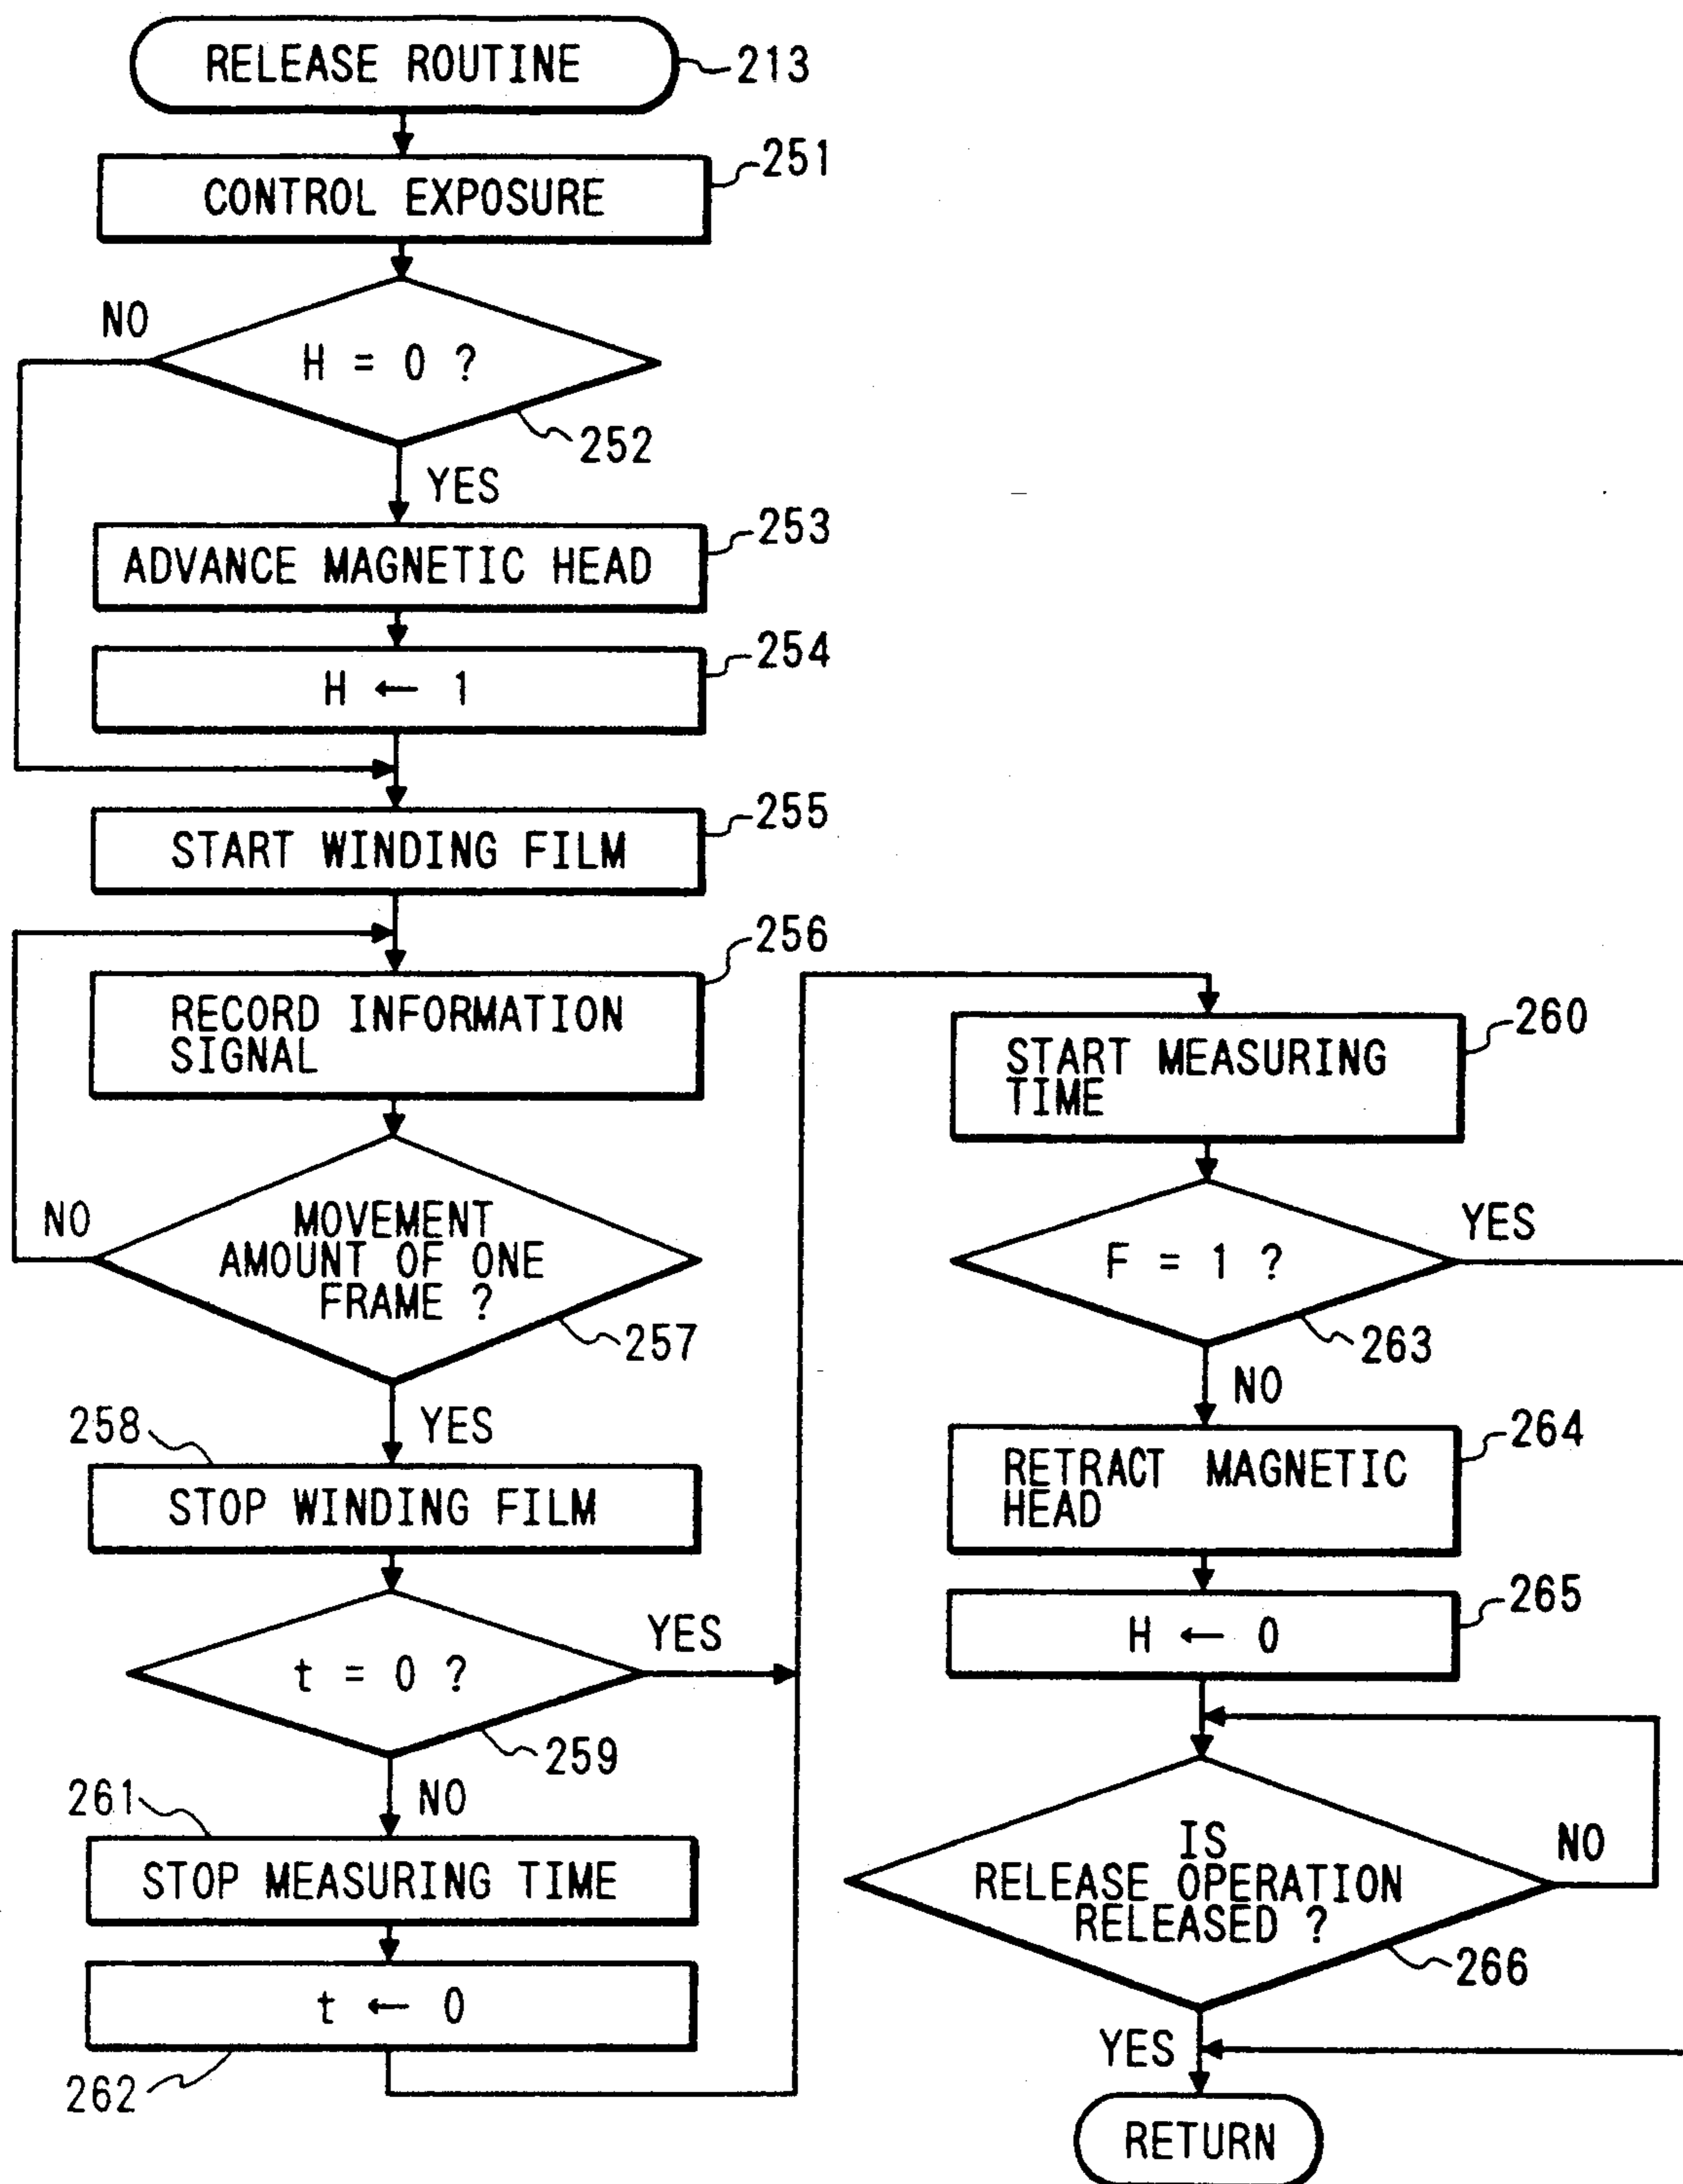 RELEASE ROUTINE
213
CONTROL EXPOSURE
251
NO
H = 0 ?
252
YES
ADVANCE MAGNETIC HEAD
253
H ← 1
254
START WINDING FILM
255
RECORD INFORMATION
SIGNAL
256
NO
MOVEMENT
AMOUNT OF ONE
FRAME ?
257
YES
258
STOP WINDING FILM
t = 0 ?
YES
259
NO
261
STOP MEASURING TIME
t ← 0
262
START MEASURING
TIME
260
F = 1 ?
YES
263
NO
RETRACT MAGNETIC
HEAD
264
H ← 0
265
IS
RELEASE OPERATION
RELEASED ?
NO
266
YES
RETURN